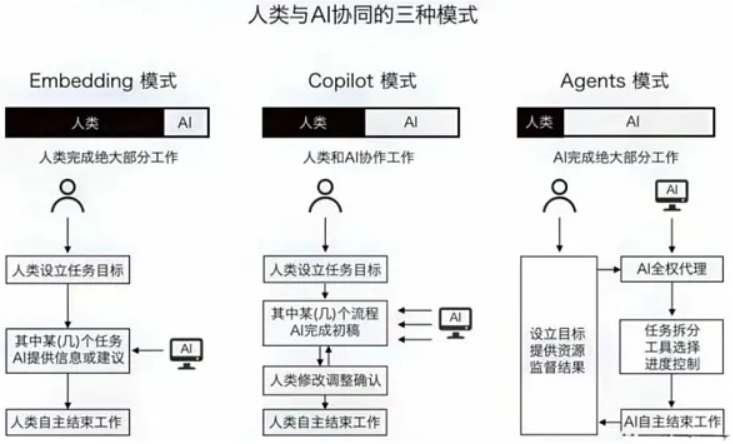 人类与AI协同的三种模式
Embedding 模式
人类
AI
人类完成绝大部分工作
人类设立任务目标
其中某(几)个任务
AI提供信息或建议
AI
人类自主结束工作
Copilot 模式
人类
AI
人类和AI协作工作
人类设立任务目标
其中某(几)个流程
AI完成初稿
AI
人类修改调整确认
人类自主结束工作
Agents 模式
人类
AI
AI完成绝大部分工作
AI
设立目标
提供资源
监督结果
AI全权代理
任务拆分
工具选择
进度控制
AI自主结束工作